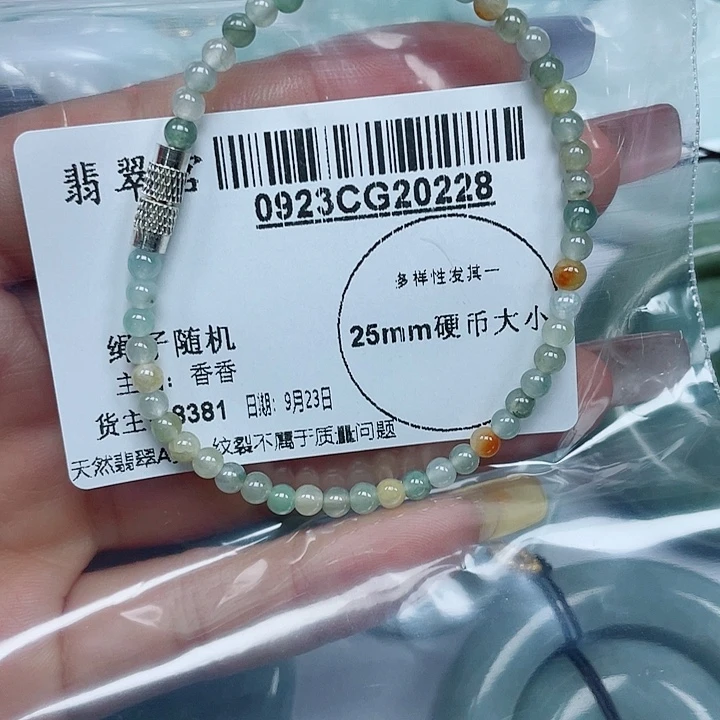 翡翠
0923CG20228
多样性发其一
25mm硬币大小
随机
香香
货主
8381 日期: 9月23日
天然翡翠A 纹裂不属于质量问题